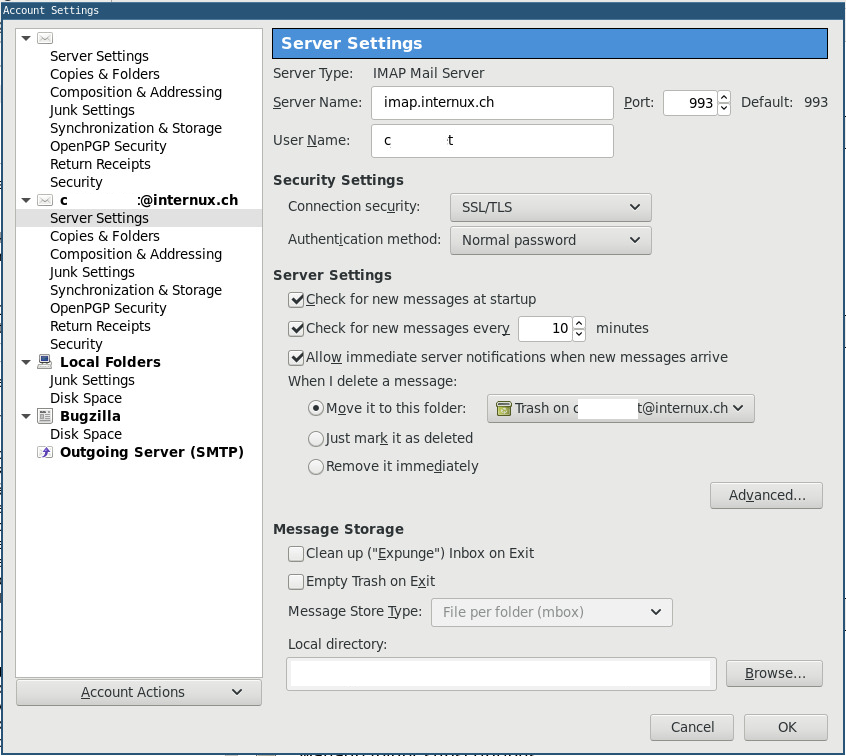 Account Settings
Server Settings
Copies & Folders
Composition & Addressing
Junk Settings
Synchronization & Storage
OpenPGP Security
Return Receipts
Security
c @internux.ch
Server Settings
Copies & Folders
Composition & Addressing
Junk Settings
Synchronization & Storage
OpenPGP Security
Return Receipts
Security
Local Folders
Junk Settings
Disk Space
Bugzilla
Disk Space
Outgoing Server (SMTP)
Account Actions
Server Settings
Server Type: IMAP Mail Server
Server Name: imap.internux.ch Port: 993 Default: 993
User Name: c t
Security Settings
Connection security: SSL/TLS
Authentication method: Normal password
Server Settings
Check for new messages at startup
Check for new messages every 10 minutes
Allow immediate server notifications when new messages arrive
When I delete a message:
Move it to this folder: Trash on c t@internux.ch
Just mark it as deleted
Remove it immediately
Advanced...
Message Storage
Clean up ("Expunge") Inbox on Exit
Empty Trash on Exit
Message Store Type: File per folder (mbox)
Local directory:
Browse...
Cancel OK